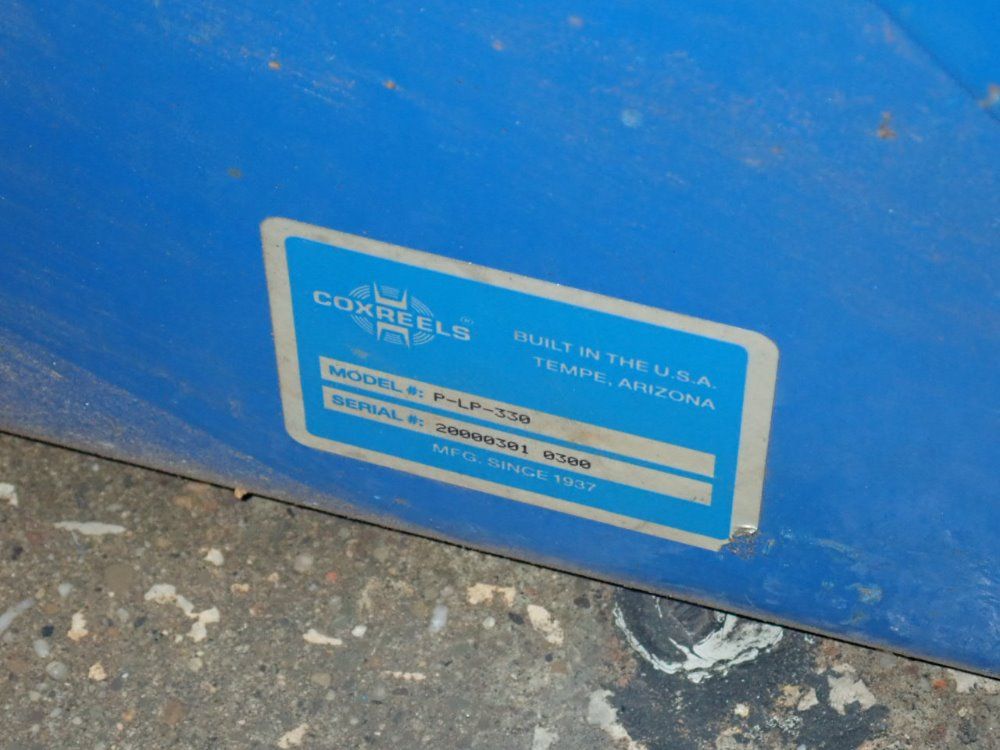 COXREELS
BUILT IN THE U.S.A.
TEMPE, ARIZONA
MODEL #: P-LP-330
SERIAL #: 20000301 0300
MFG. SINCE 1937